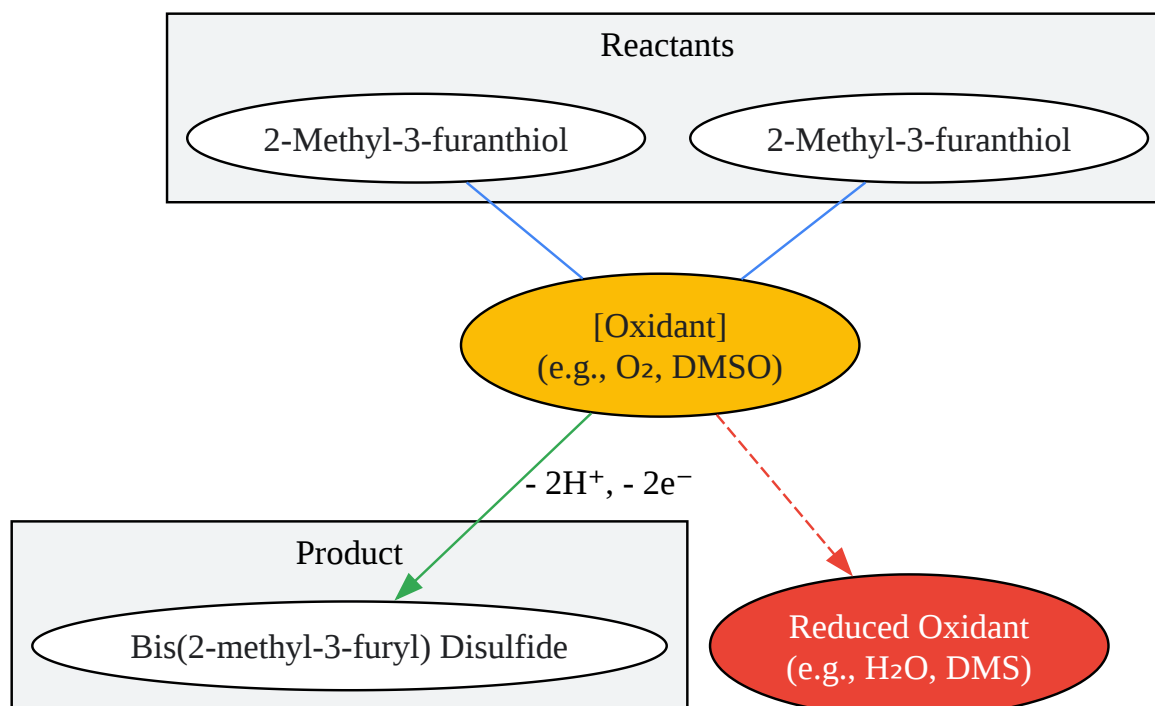 Reactants
2-Methyl-3-furanthiol
2-Methyl-3-furanthiol
[Oxidant]
(e.g., O₂, DMSO)
- 2H⁺, - 2e⁻
Product
Bis(2-methyl-3-furyl) Disulfide
Reduced Oxidant
(e.g., H₂O, DMS)